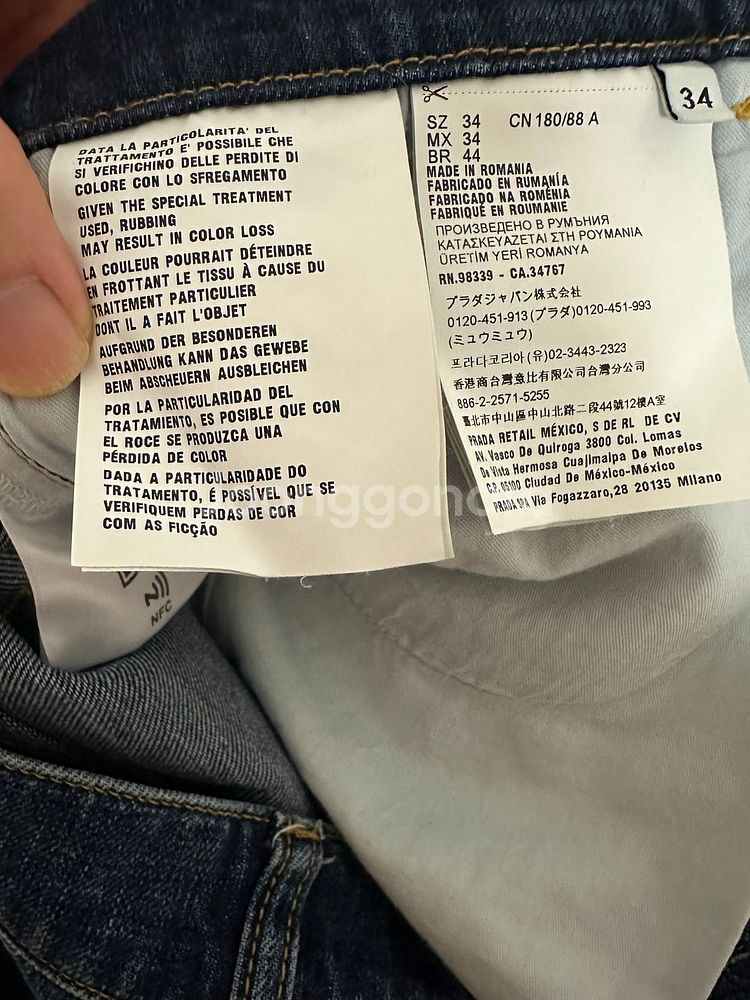 DATA LA PARTICOLARITA' DEL
TRATTAMENTO E' POSSIBILE CHE
SI VERIFICHINO DELLE PERDITE DI
COLORE CON LO SFREGAMENTO
GIVEN THE SPECIAL TREATMENT
USED, RUBBING
MAY RESULT IN COLOR LOSS
LA COULEUR POURRAIT DÉTEINDRE
EN FROTTANT LE TISSU À CAUSE DU
TRAITEMENT PARTICULIER
DONT IL A FAIT L'OBJET
AUFGRUND DER BESONDEREN
BEHANDLUNG KANN DAS GEWEBE
BEIM ABSCHEUERN AUSBLEICHEN
POR LA PARTICULARIDAD DEL
TRATAMIENTO, ES POSIBLE QUE CON
EL ROCE SE PRODUZCA UNA
PÉRDIDA DE COLOR
DADA A PARTICULARIDADE DO
TRATAMENTO, É POSSÍVEL QUE SE
VERIFIQUEM PERDAS DE COR
COM AS FICÇÃO
NFC
34
SZ 34 CN 180/88 A
MX 34
BR 44
MADE IN ROMANIA
FABRICADO EN RUMANÍA
FABRICADO NA ROMÉNIA
FABRIQUÉ EN ROUMANIE
ПРОИЗВЕДЕНО В РУМЪНИЯ
ΚΑΤΑΣΚΕΥΑΖΕΤΑΙ ΣΤΗ ΡΟΥΜΑΝΙΑ
ÜRETİM YERİ ROMANYA
RN.98339 - CA.34767
プラダジャパン株式会社
0120-451-913(プラダ)0120-451-993
(ミュウミュウ)
프라다코리아(유)02-3443-2323
香港商台灣意比有限公司台灣分公司
886-2-2571-5255
臺北市中山區中山北路二段44號12樓A室
PRADA RETAIL MÉXICO, S DE RL DE CV
AV. Vasco De Quiroga 3800 Col. Lomas
De Vista Hermosa Cuajimalpa De Morelos
C.P. 05100 Ciudad De México-México
PRADA SPA Via Fogazzaro,28 20135 Milano